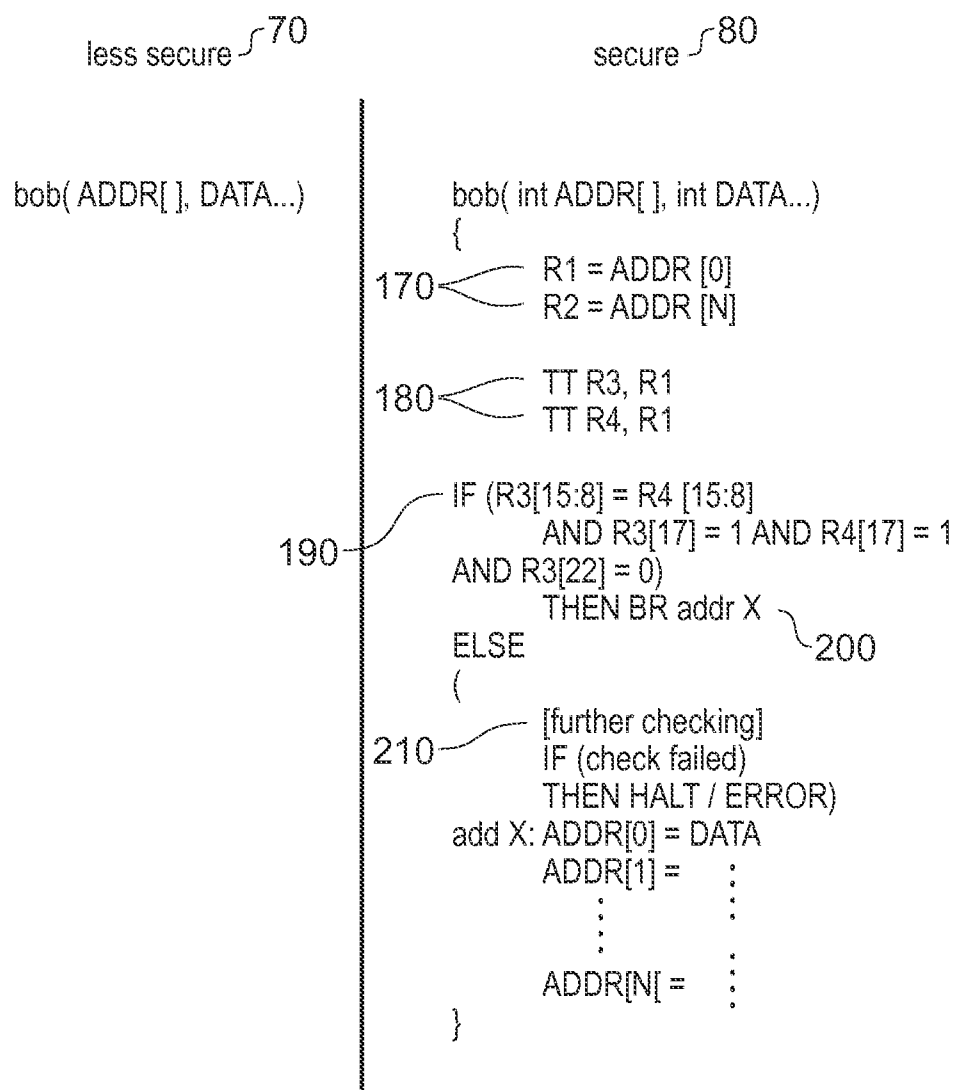 less secure 70 secure 80
bob( ADDR[ ], DATA...) bob( int ADDR[ ], int DATA...)
{
170 R1 = ADDR [0]
R2 = ADDR [N]
180 TT R3, R1
TT R4, R1
IF (R3[15:8] = R4 [15:8]
190 AND R3[17] = 1 AND R4[17] = 1
AND R3[22] = 0)
THEN BR addr X 200
ELSE
(
210 [further checking]
IF (check failed)
THEN HALT / ERROR)
add X: ADDR[0] = DATA
ADDR[1] =
ADDR[N[ =
}